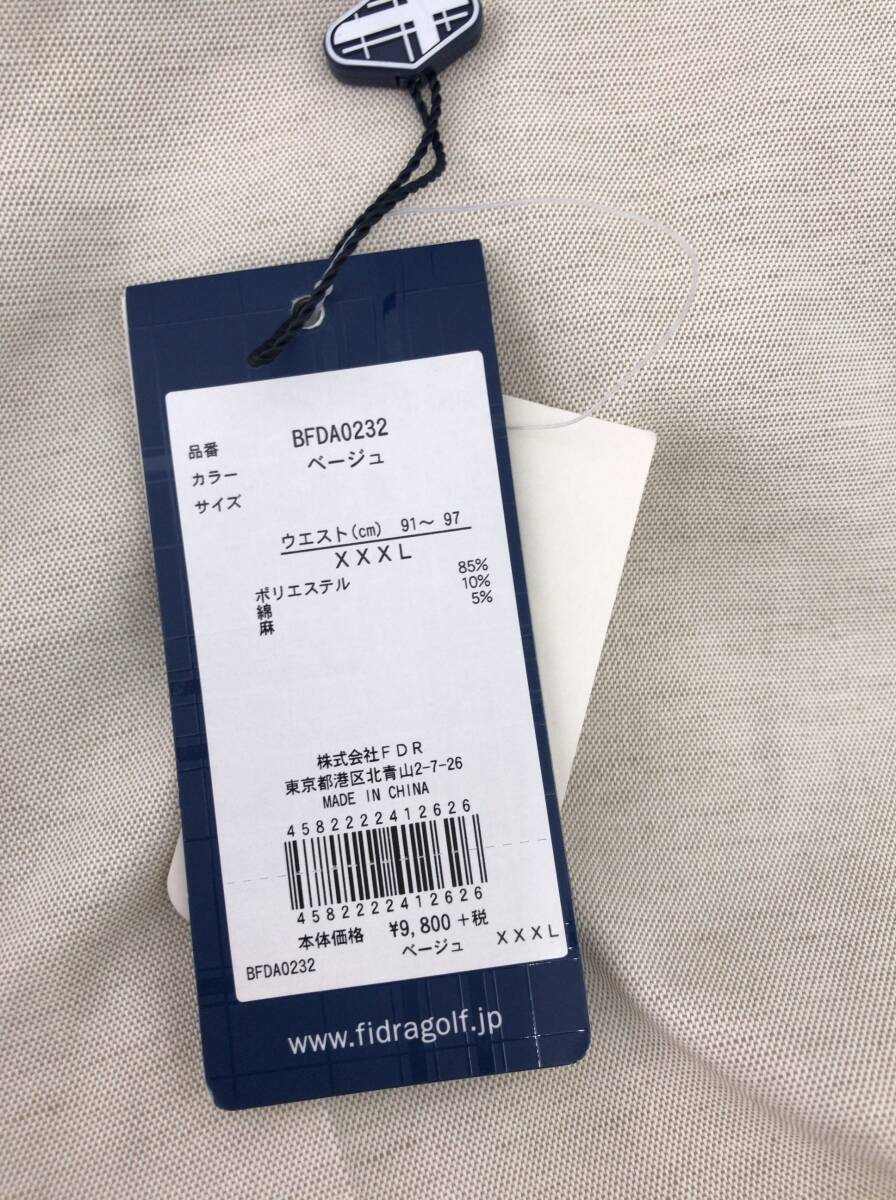 品番 BFDA0232
カラー ベージュ
サイズ
ウエスト(cm) 91～ 97
ＸＸＸＬ
ポリエステル 85%
綿 10%
麻 5%
株式会社ＦＤＲ
東京都港区北青山2-7-26
MADE IN CHINA
4582222412626
4582222412626
本体価格 ¥9,800 +税
BFDA0232 ベージュ ＸＸＸＬ
www.fidragolf.jp